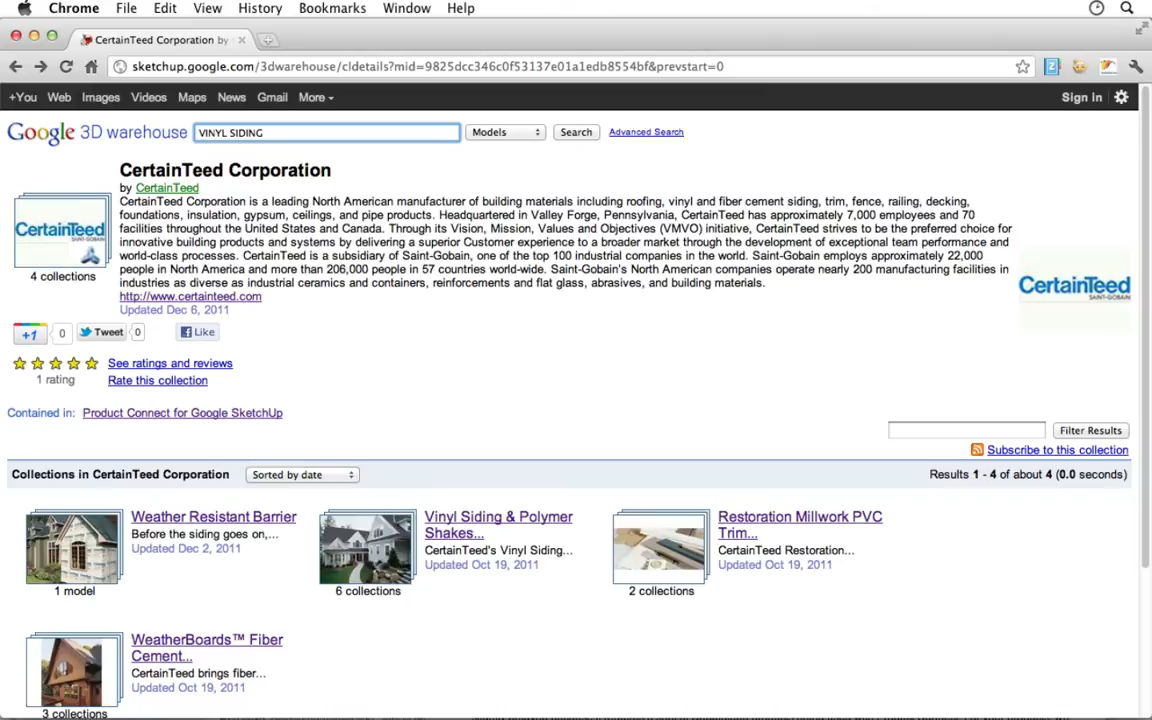 Chrome File Edit View History Bookmarks Window Help
CertainTeed Corporation by
sketchup.google.com/3dwarehouse/cldetails?mid=9825dcc346c0f53137e01a1edb8554bf&prevstart=0
+You Web Images Videos Maps News Gmail More Sign in
Google 3D warehouse VINYL SIDING Models Search Advanced Search
CertainTeed Corporation
by CertainTeed
CertainTeed Corporation is a leading North American manufacturer of building materials including roofing, vinyl and fiber cement siding, trim, fence, railing, decking,
foundations, insulation, gypsum, ceilings, and pipe products. Headquartered in Valley Forge, Pennsylvania, CertainTeed has approximately 7,000 employees and 70
facilities throughout the United States and Canada. Through its Vision, Mission, Values and Objectives (VMVO) initiative, CertainTeed strives to be the preferred choice for
innovative building products and systems by delivering a superior Customer experience to a broader market through the development of exceptional team performance and
world-class processes. CertainTeed is a subsidiary of Saint-Gobain, one of the top 100 industrial companies in the world. Saint-Gobain employs approximately 22,000
people in North America and more than 206,000 people in 57 countries world-wide. Saint-Gobain's North American companies operate nearly 200 manufacturing facilities in
industries as diverse as industrial ceramics and containers, reinforcements and flat glass, abrasives, and building materials.
http://www.certainteed.com
Updated Dec 6, 2011
CertainTeed
SAINT-GOBAIN
4 collections
CertainTeed
SAINT-GOBAIN
+1 0 Tweet 0 Like
See ratings and reviews
1 rating Rate this collection
Contained in: Product Connect for Google SketchUp
Filter Results
Subscribe to this collection
Collections in CertainTeed Corporation Sorted by date Results 1 - 4 of about 4 (0.0 seconds)
Weather Resistant Barrier
Before the siding goes on,...
Updated Dec 2, 2011
1 model
Vinyl Siding & Polymer
Shakes...
CertainTeed's Vinyl Siding...
Updated Oct 19, 2011
6 collections
Restoration Millwork PVC
Trim...
CertainTeed Restoration...
Updated Oct 19, 2011
2 collections
WeatherBoards™ Fiber
Cement...
CertainTeed brings fiber...
Updated Oct 19, 2011
3 collections